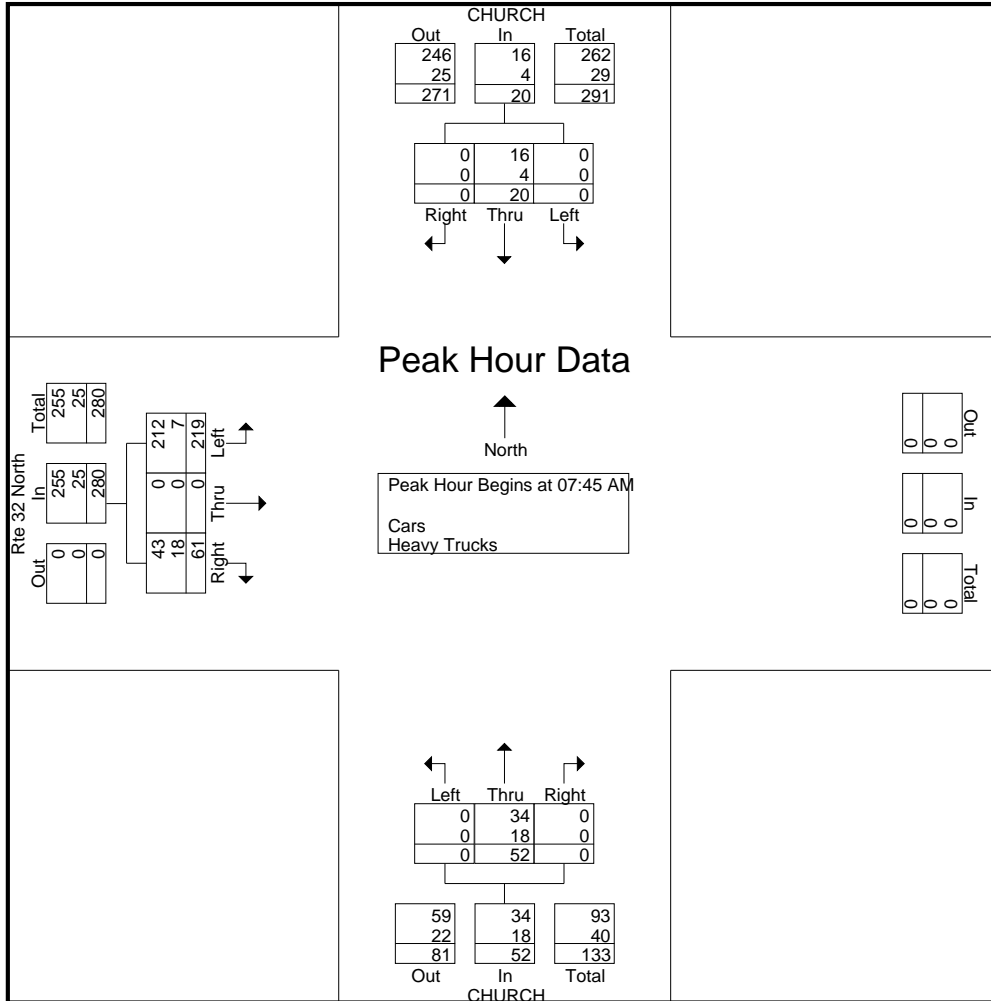 CHURCH
Out In Total
246 16 262
25 4 29
271 20 291
0 16 0
0 4 0
0 20 0
Right Thru Left
Peak Hour Data
North
Peak Hour Begins at 07:45 AM
Cars
Heavy Trucks
Rte 32 North
Out In Total
0 255 255
0 25 25
0 280 280
Right Thru Left
43 0 212
18 0 7
61 0 219
Out In Total
0 0 0
0 0 0
0 0 0
Left Thru Right
0 34 0
0 18 0
0 52 0
59 34 93
22 18 40
81 52 133
Out In Total
CHURCH